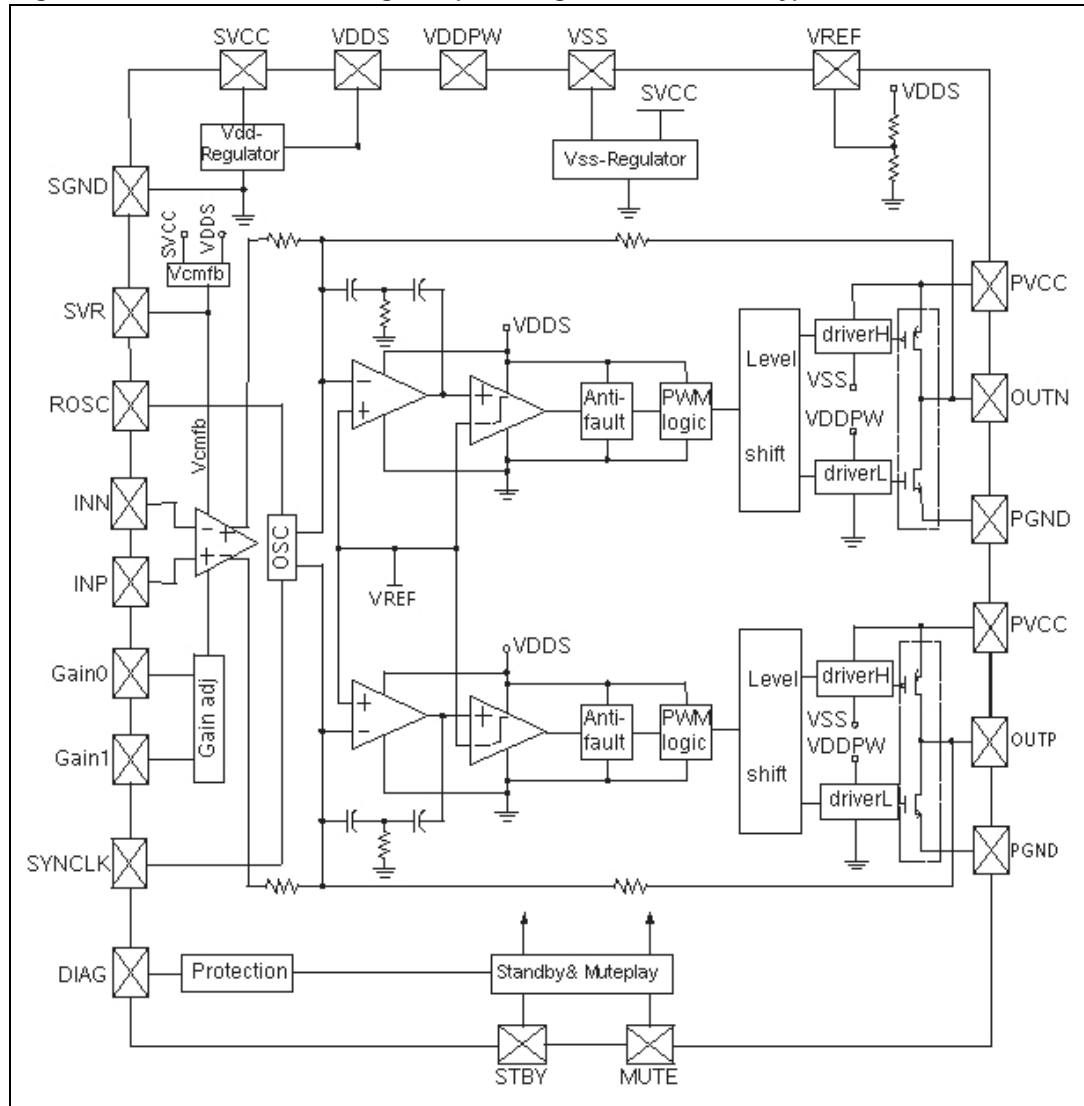 SVCC
VDDS
VDDPW
VSS
VREF
SVCC
VDDS
Vdd-
Regulator
Vss-Regulator
SGND
SVCC
VDDS
Vcmfb
SVR
PVCC
VDDS
Level
shift
driverH
VSS
VDDPW
driverL
Anti-
fault
PWM
logic
ROSC
Vcmfb
OUTN
INN
OSC
PGND
INP
VREF
PVCC
VDDS
Gain0
Gain adj
Level
shift
driverH
VSS
VDDPW
driverL
Anti-
fault
PWM
logic
Gain1
OUTP
SYNCLK
PGND
DIAG
Protection
Standby& Muteplay
STBY
MUTE